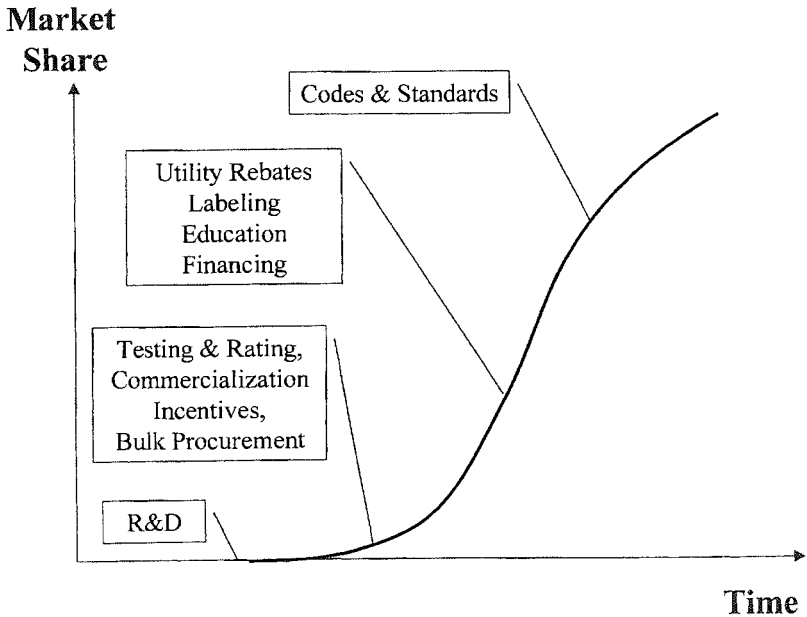 Market
Share
Codes & Standards
Utility Rebates
Labeling
Education
Financing
Testing & Rating,
Commercialization
Incentives,
Bulk Procurement
R&D
Time